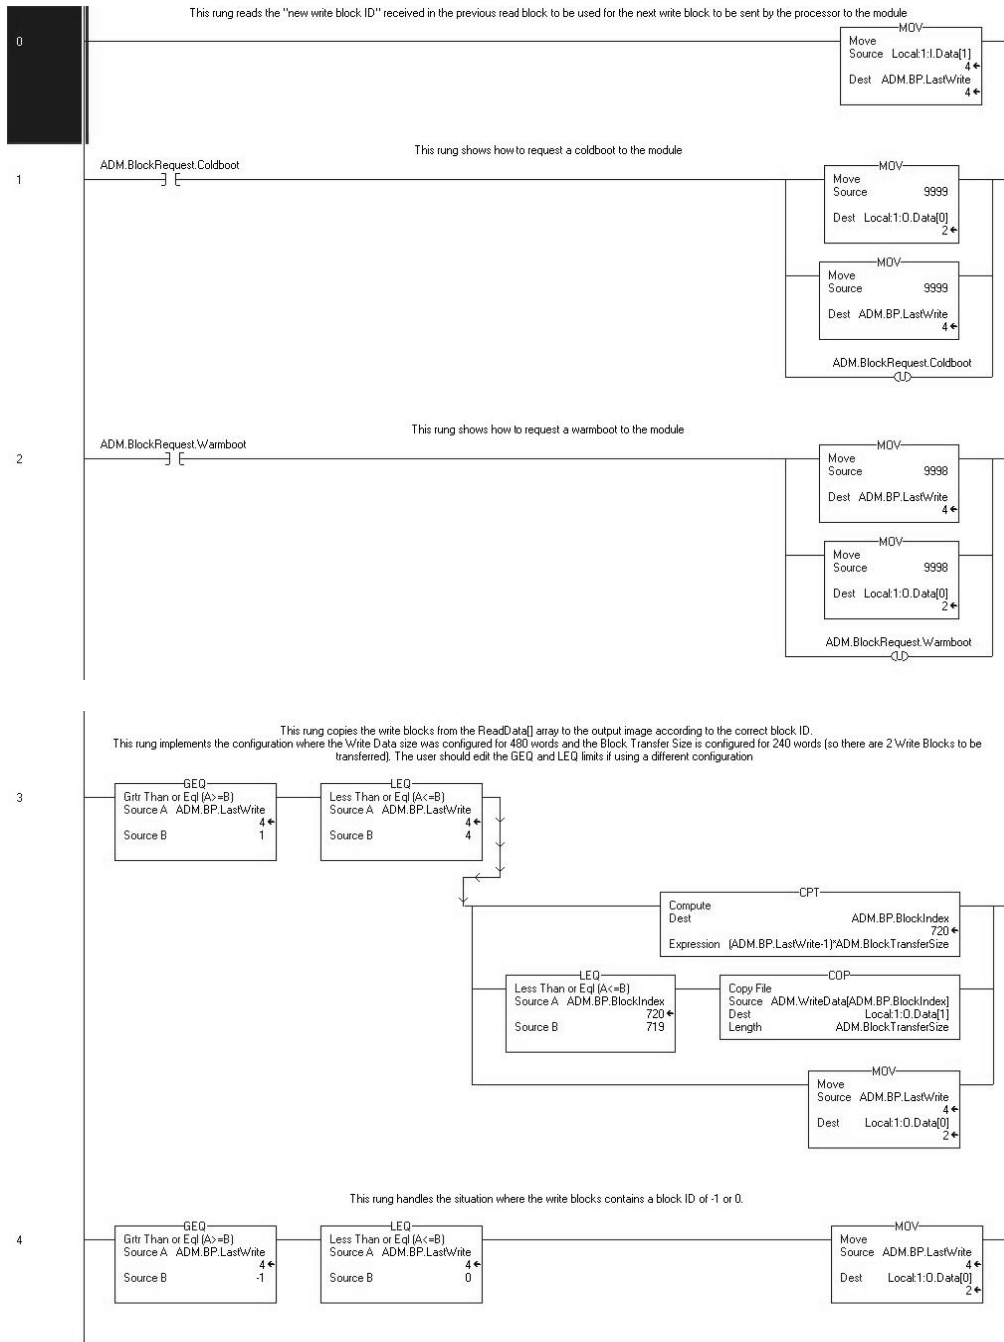 This rung reads the "new write block ID" received in the previous read block to be used for the next write block to be sent by the processor to the module
0
MOV
Move
Source Local:1:I.Data[1]
4
Dest ADM.BP.LastWrite
4
This rung shows how to request a coldboot to the module
1
ADM.BlockRequest.Coldboot
MOV
Move
Source 9999
Dest Local:1:O.Data[0]
2
MOV
Move
Source 9999
Dest ADM.BP.LastWrite
4
ADM.BlockRequest.Coldboot
U
This rung shows how to request a warmboot to the module
2
ADM.BlockRequest.Warmboot
MOV
Move
Source 9998
Dest ADM.BP.LastWrite
4
MOV
Move
Source 9998
Dest Local:1:O.Data[0]
2
ADM.BlockRequest.Warmboot
U
This rung copies the write blocks from the ReadData[] array to the output image according to the correct block ID.
This rung implements the configuration where the Write Data size was configured for 480 words and the Block Transfer Size is configured for 240 words (so there are 2 Write Blocks to be
transferred). The user should edit the GEQ and LEQ limits if using a different configuration
3
GEQ
Grtr Than or Eql (A>=B)
Source A ADM.BP.LastWrite
4
Source B 1
LEQ
Less Than or Eql (A<=B)
Source A ADM.BP.LastWrite
4
Source B 4
CPT
Compute
Dest ADM.BP.BlockIndex
720
Expression (ADM.BP.LastWrite-1)*ADM.BlockTransferSize
LEQ
Less Than or Eql (A<=B)
Source A ADM.BP.BlockIndex
720
Source B 719
COP
Copy File
Source ADM.WriteData[ADM.BP.BlockIndex]
Dest Local:1:O.Data[1]
Length ADM.BlockTransferSize
MOV
Move
Source ADM.BP.LastWrite
4
Dest Local:1:O.Data[0]
2
This rung handles the situation where the write blocks contains a block ID of -1 or 0.
4
GEQ
Grtr Than or Eql (A>=B)
Source A ADM.BP.LastWrite
4
Source B -1
LEQ
Less Than or Eql (A<=B)
Source A ADM.BP.LastWrite
4
Source B 0
MOV
Move
Source ADM.BP.LastWrite
4
Dest Local:1:O.Data[0]
2